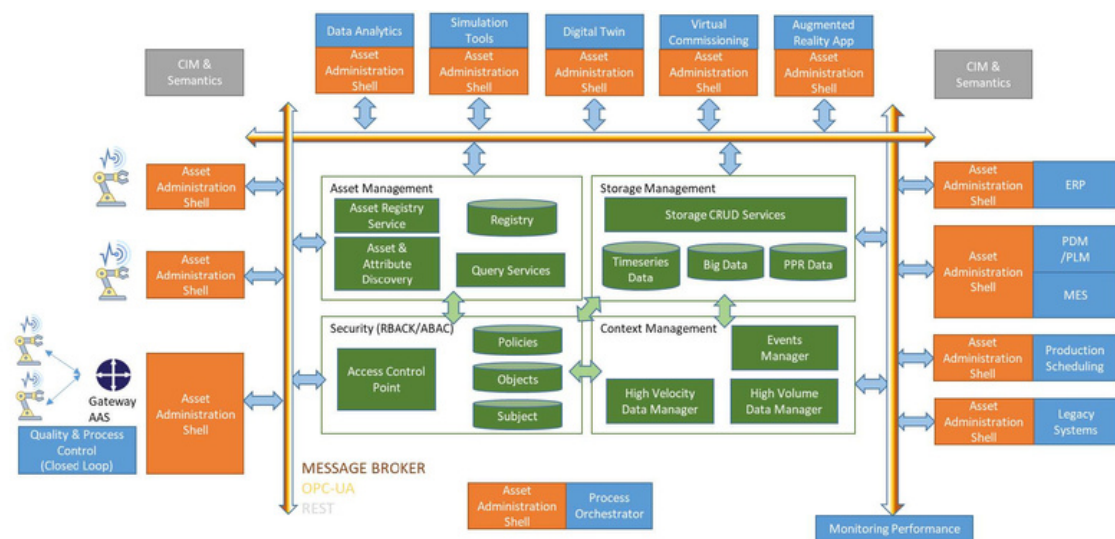 Data Analytics
Asset
Administration
Shell
Simulation
Tools
Asset
Administration
Shell
Digital Twin
Asset
Administration
Shell
Virtual
Commissioning
Asset
Administration
Shell
Augmented
Reality App
Asset
Administration
Shell
CIM &
Semantics
CIM &
Semantics
Asset
Administration
Shell
Asset
Administration
Shell
Gateway
AAS
Quality & Process
Control
(Closed Loop)
Asset
Administration
Shell
Asset Management
Asset Registry
Service
Registry
Asset &
Attribute
Discovery
Query Services
Storage Management
Storage CRUD Services
Timeseries
Data
Big Data
PPR Data
Security (RBACK/ABAC)
Access Control
Point
Policies
Objects
Subject
Context Management
Events
Manager
High Velocity
Data Manager
High Volume
Data Manager
Asset
Administration
Shell
ERP
Asset
Administration
Shell
PDM
/PLM
MES
Asset
Administration
Shell
Production
Scheduling
Asset
Administration
Shell
Legacy
Systems
MESSAGE BROKER
OPC-UA
REST
Asset
Administration
Shell
Process
Orchestrator
Monitoring Performance